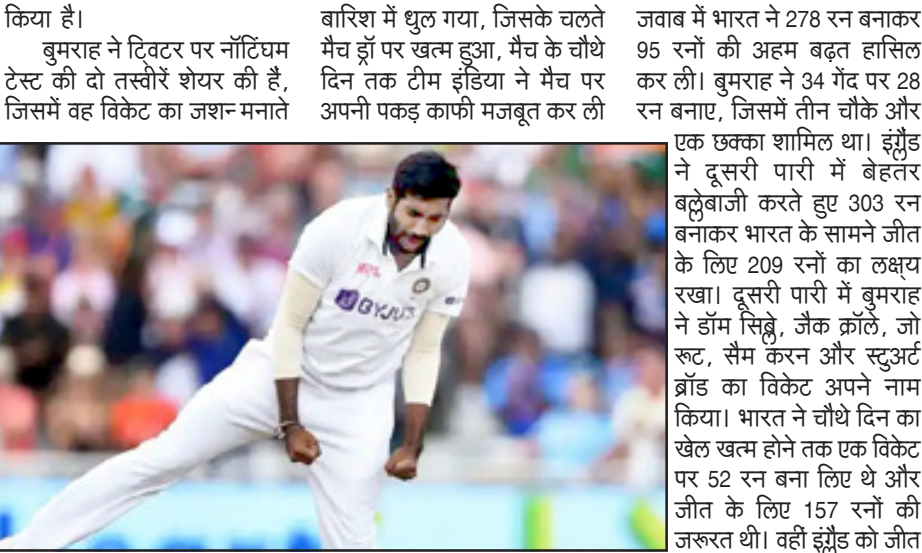 किया है।
बुमराह ने ट्विटर पर नॉटिंघम
टेस्ट की दो तस्वीरें शेयर की है,
जिसमें वह विकेट का जशन्‍ मनाते
बारिश में धुल गया, जिसके चलते
मैच ड्रॉ पर खत्म हुआ, मैच के चौथे
दिन तक टीम इंडिया ने मैच पर
अपनी पकड़ काफी मजबूत कर ली
जवाब में भारत ने 278 रन बनाकर
95 रनों की अहम बढ़त हासिल
कर ली। बुमराह ने 34 गेंद पर 28
रन बनाए, जिसमें तीन चौके और
एक छक्का शामिल था। इंग्लैंड
ने दूसरी पारी में बेहतर
बल्लेबाजी करते हुए 303 रन
बनाकर भारत के सामने जीत
के लिए 209 रनों का लक्ष्य
रखा। दूसरी पारी में बुमराह
ने डॉम सिब्ले, जैक क्रॉले, जो
रूट, सैम करन और स्टुअर्ट
ब्रॉड का विकेट अपने नाम
किया। भारत ने चौथे दिन का
खेल खत्म होने तक एक विकेट
पर 52 रन बना लिए थे और
जीत के लिए 157 रनों की
जरूरत थी। वहीं इंग्लैंड को जीत
BYJU'S